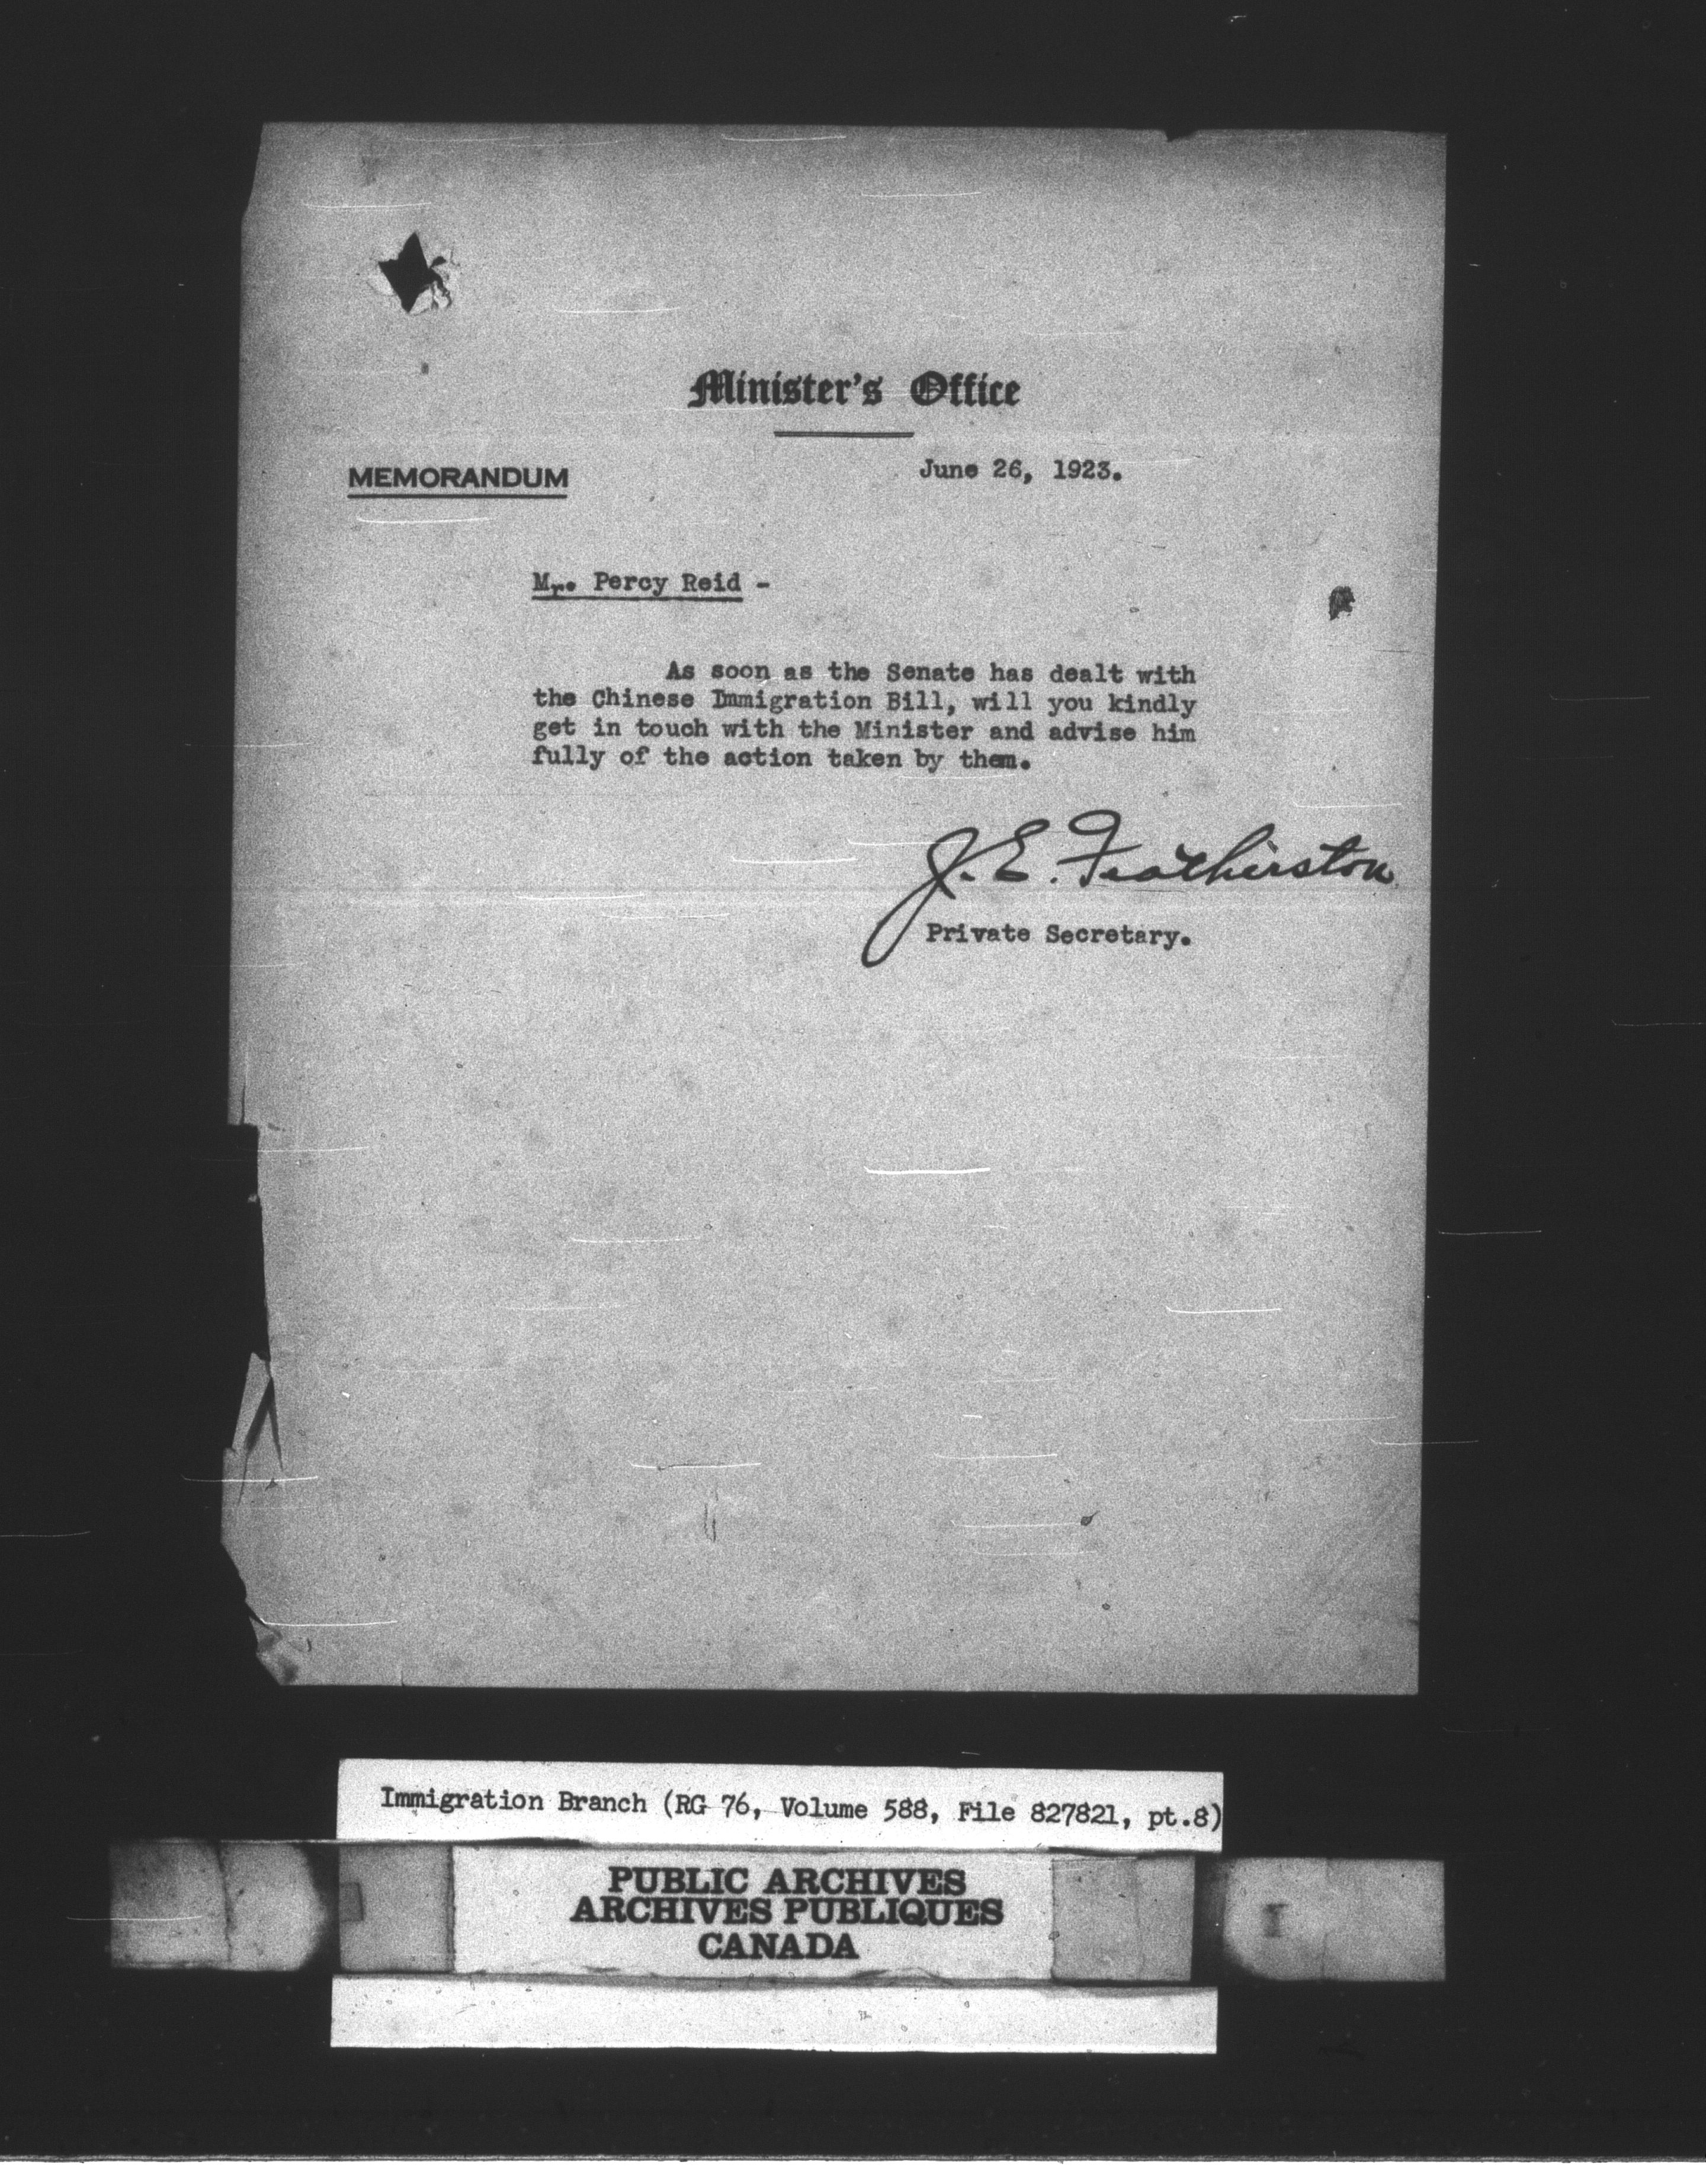 Minister's Office
MEMORANDUM
June 26, 1923.
Mr. Percy Reid -
As soon as the Senate has dealt with
the Chinese Immigration Bill, will you kindly
get in touch with the Minister and advise him
fully of the action taken by them.
J. E. Featherston
Private Secretary.
Immigration Branch (RG 76, Volume 588, File 827821, pt.8)
PUBLIC ARCHIVES
ARCHIVES PUBLIQUES
CANADA
I